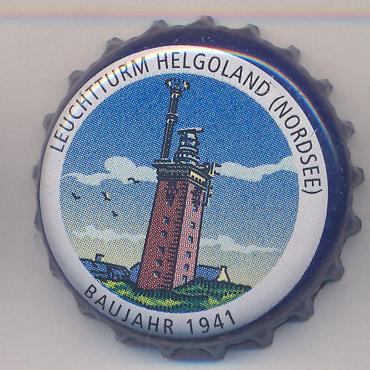 LEUCHTTURM HELGOLAND (NORDSEE)
BAUJAHR 1941